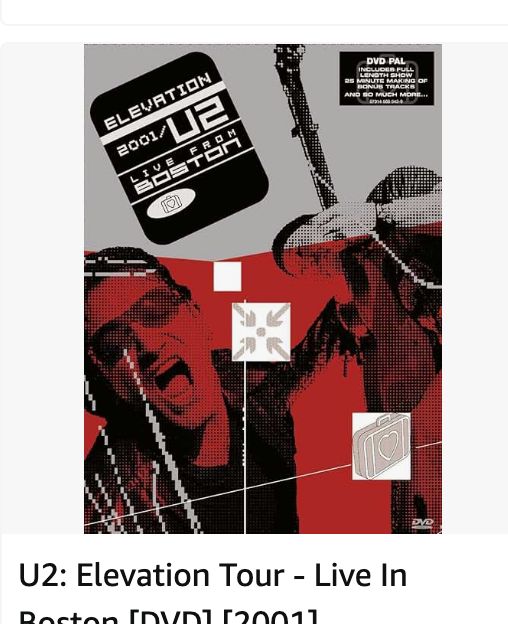 ELEVATION
2001/U2
LIVE FROM
BOSTON
DVD PAL
INCLUDES FULL
LENGTH SHOW
25 MINUTE MAKING OF
BONUS TRACKS
AND SO MUCH MORE...
DVD
U2: Elevation Tour - Live In
Boston [DVD] [2001]